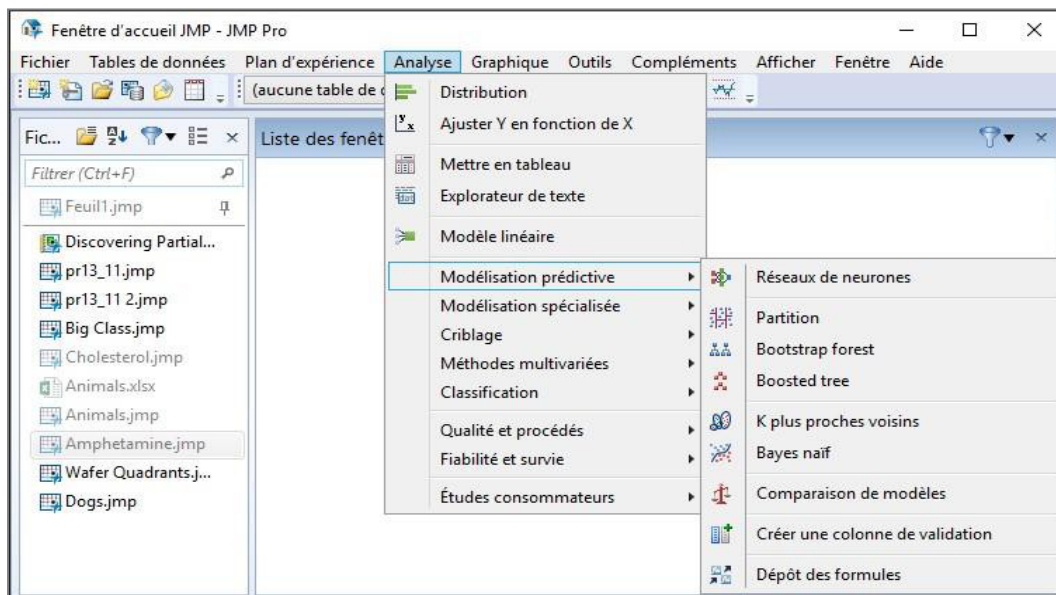 Fenêtre d'accueil JMP - JMP Pro
Fichier Tables de données Plan d'expérience Analyse Graphique Outils Compléments Afficher Fenêtre Aide
(aucune table de
Fic...
Liste des fenêt
Filtrer (Ctrl+F)
Feuil1.jmp
Discovering Partial...
pr13_11.jmp
pr13_11 2.jmp
Big Class.jmp
Cholesterol.jmp
Animals.xlsx
Animals.jmp
Amphetamine.jmp
Wafer Quadrants.j...
Dogs.jmp
Distribution
Ajuster Y en fonction de X
Mettre en tableau
Explorateur de texte
Modèle linéaire
Modélisation prédictive
Modélisation spécialisée
Criblage
Méthodes multivariées
Classification
Qualité et procédés
Fiabilité et survie
Études consommateurs
Réseaux de neurones
Partition
Bootstrap forest
Boosted tree
K plus proches voisins
Bayes naïf
Comparaison de modèles
Créer une colonne de validation
Dépôt des formules